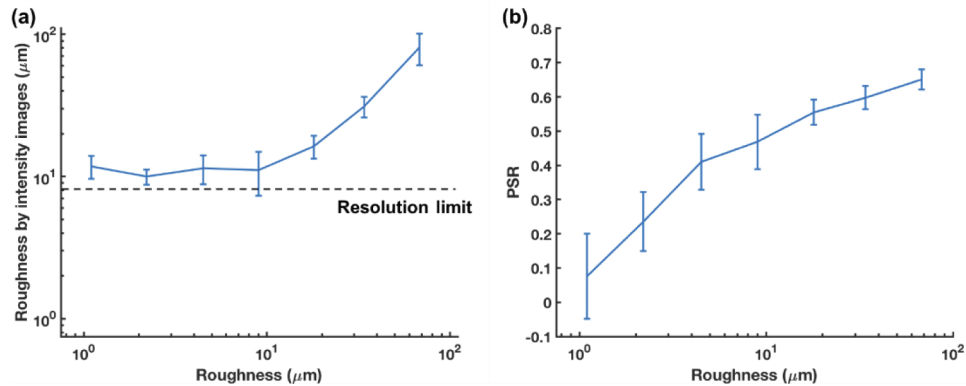 (a)
Roughness by intensity images (μm)
10²
10¹
10⁰
Resolution limit
10⁰
10¹
10²
Roughness (μm)
(b)
PSR
0.8
0.7
0.6
0.5
0.4
0.3
0.2
0.1
0
-0.1
10⁰
10¹
10²
Roughness (μm)